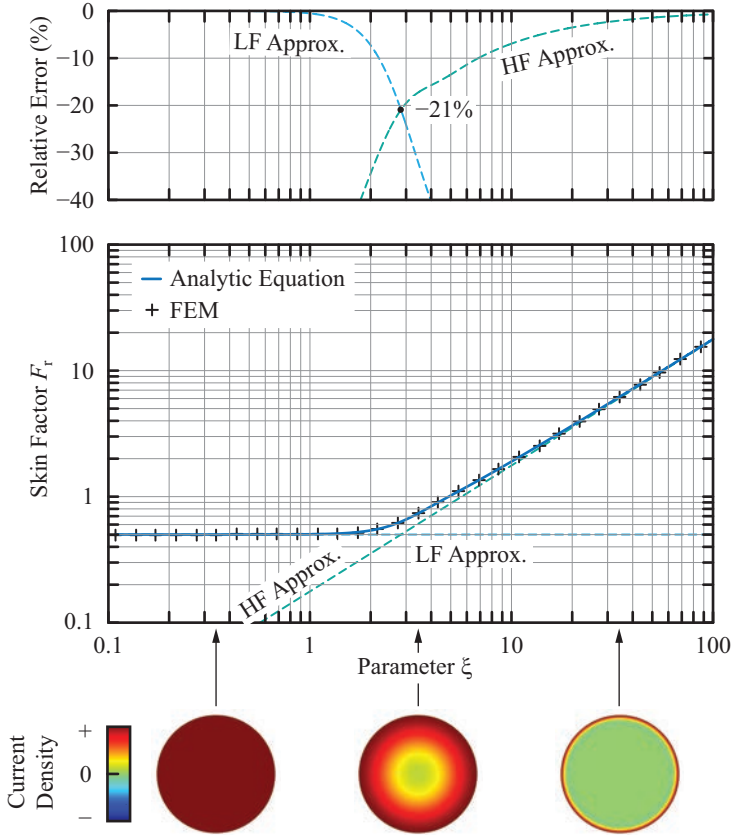 0
−10
−20
−30
−40
Relative Error (%)
LF Approx.
HF Approx.
−21%
100
10
1
0.1
Skin Factor Fr
Analytic Equation
FEM
HF Approx.
LF Approx.
0.1
1
10
100
Parameter ξ
Current
Density
+
0
−